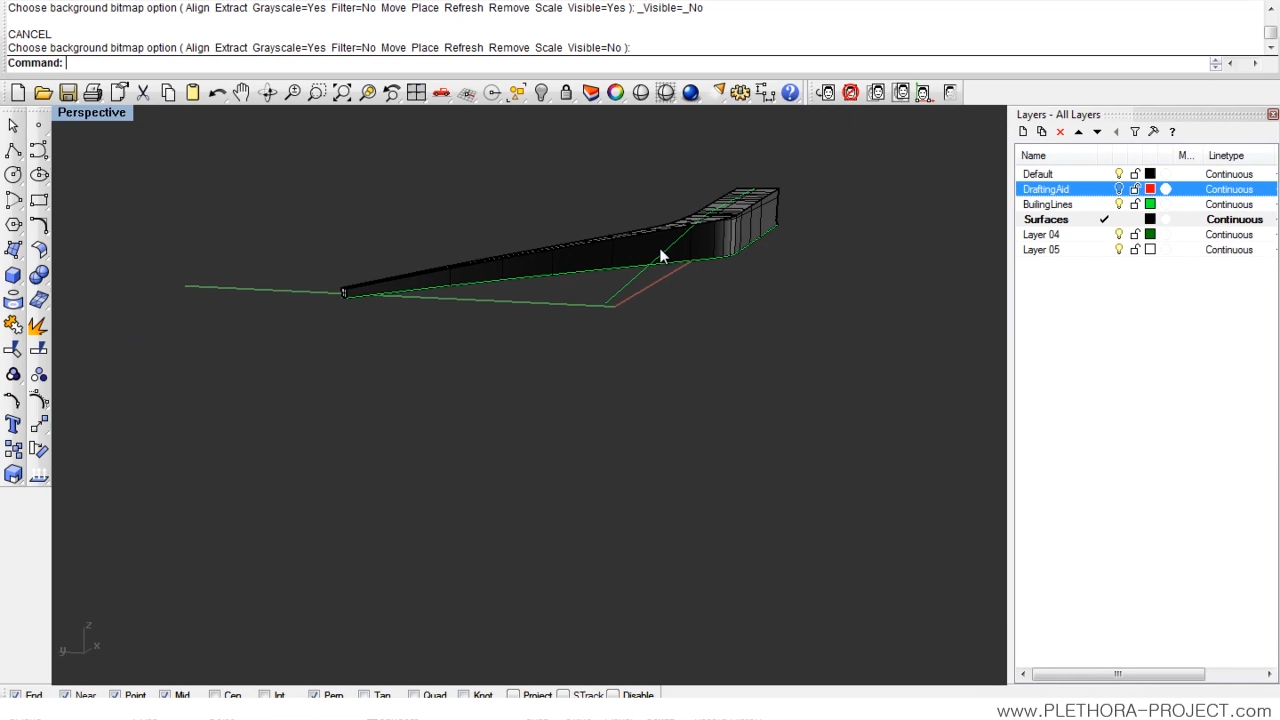 Choose background bitmap option ( Align Extract Grayscale=Yes Filter=No Move Place Refresh Remove Scale Visible=Yes ): _Visible=_No
CANCEL
Choose background bitmap option ( Align Extract Grayscale=Yes Filter=No Move Place Refresh Remove Scale Visible=No ):
Command:
Perspective
Layers - All Layers
Name M... Linetype
Default Continuous
DraftingAid Continuous
BuilingLines Continuous
Surfaces Continuous
Layer 04 Continuous
Layer 05 Continuous
z
y x
End Near Point Mid Cen Int Perp Tan Quad Knot Project STrack Disable
www.PLETHORA-PROJECT.com